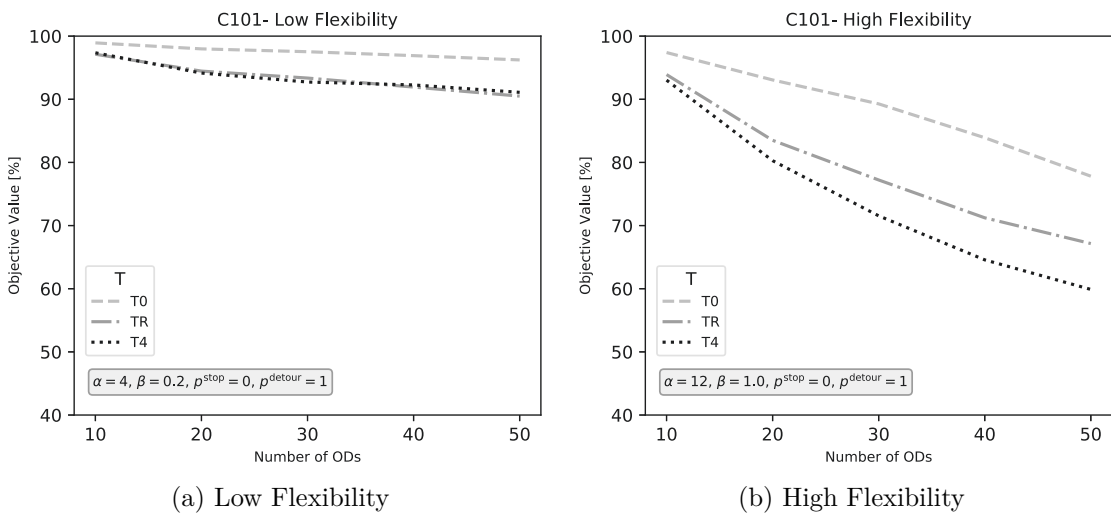 C101- Low Flexibility
100
90
80
70
60
50
40
Objective Value [%]
T
T0
TR
T4
α = 4, β = 0.2, p^stop = 0, p^detour = 1
10 20 30 40 50
Number of ODs
(a) Low Flexibility
C101- High Flexibility
100
90
80
70
60
50
40
Objective Value [%]
T
T0
TR
T4
α = 12, β = 1.0, p^stop = 0, p^detour = 1
10 20 30 40 50
Number of ODs
(b) High Flexibility